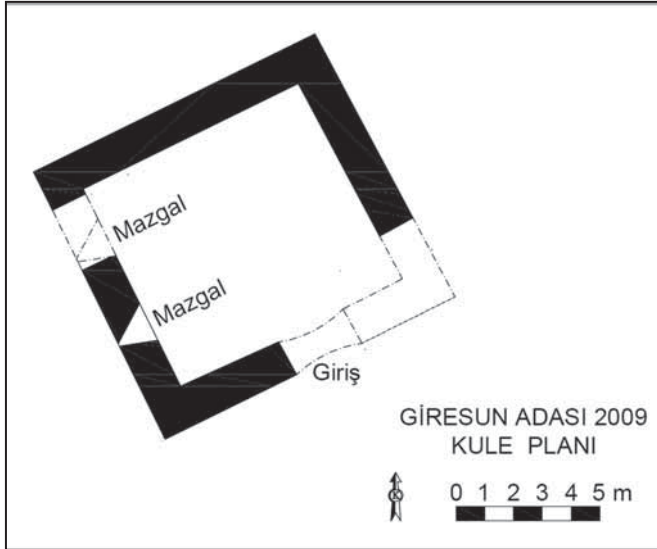 Mazgal
Mazgal
Giriş
GİRESUN ADASI 2009
KULE PLANI
K
0 1 2 3 4 5 m